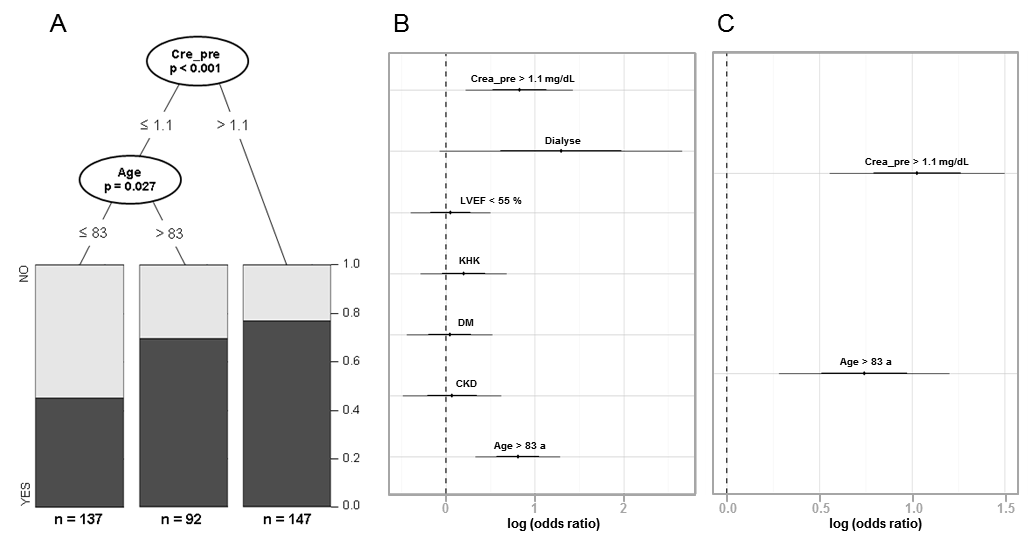 A
Cre_pre
p < 0.001
≤ 1.1
> 1.1
Age
p = 0.027
≤ 83
> 83
NO
YES
1.0
0.8
0.6
0.4
0.2
0.0
n = 137
n = 92
n = 147
B
Crea_pre > 1.1 mg/dL
Dialyse
LVEF < 55 %
KHK
DM
CKD
Age > 83 a
0 1 2
log (odds ratio)
C
Crea_pre > 1.1 mg/dL
Age > 83 a
0.0 0.5 1.0 1.5
log (odds ratio)